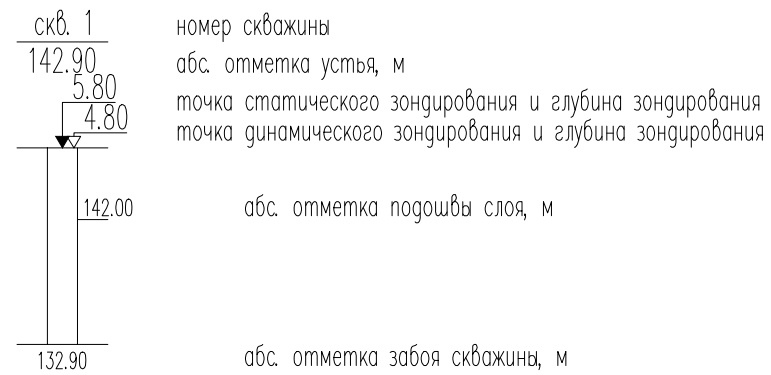 скв. 1 номер скважины
142.90 абс. отметка устья, м
5.80 точка статического зондирования и глубина зондирования
4.80 точка динамического зондирования и глубина зондирования
142.00 абс. отметка подошвы слоя, м
132.90 абс. отметка забоя скважины, м